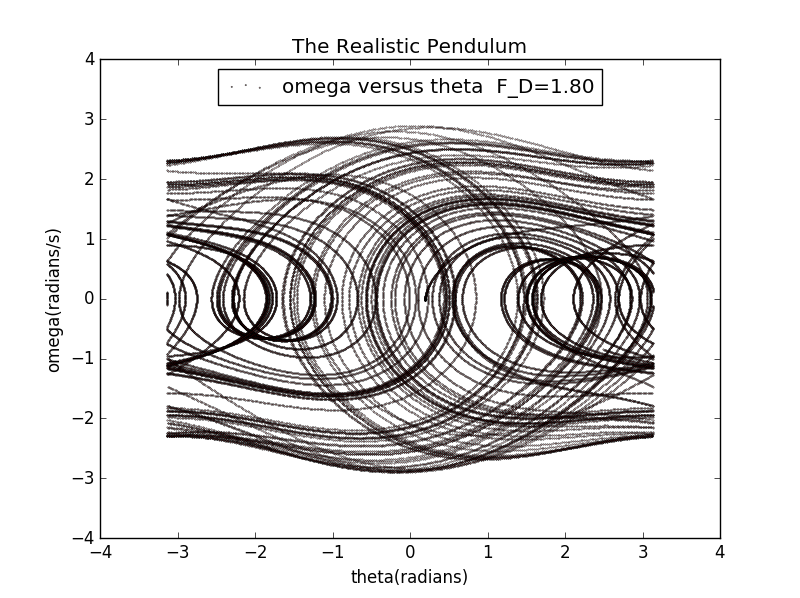 The Realistic Pendulum
omega versus theta  F_D=1.80
4
3
2
1
0
−1
−2
−3
−4
omega(radians/s)
−4 −3 −2 −1 0 1 2 3 4
theta(radians)